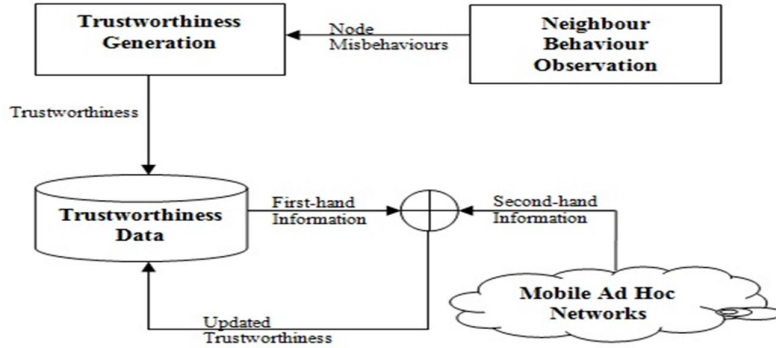 Trustworthiness
Generation
Node
Misbehaviours
Neighbour
Behaviour
Observation
Trustworthiness
Trustworthiness
Data
First-hand
Information
Second-hand
Information
Mobile Ad Hoc
Networks
Updated
Trustworthiness